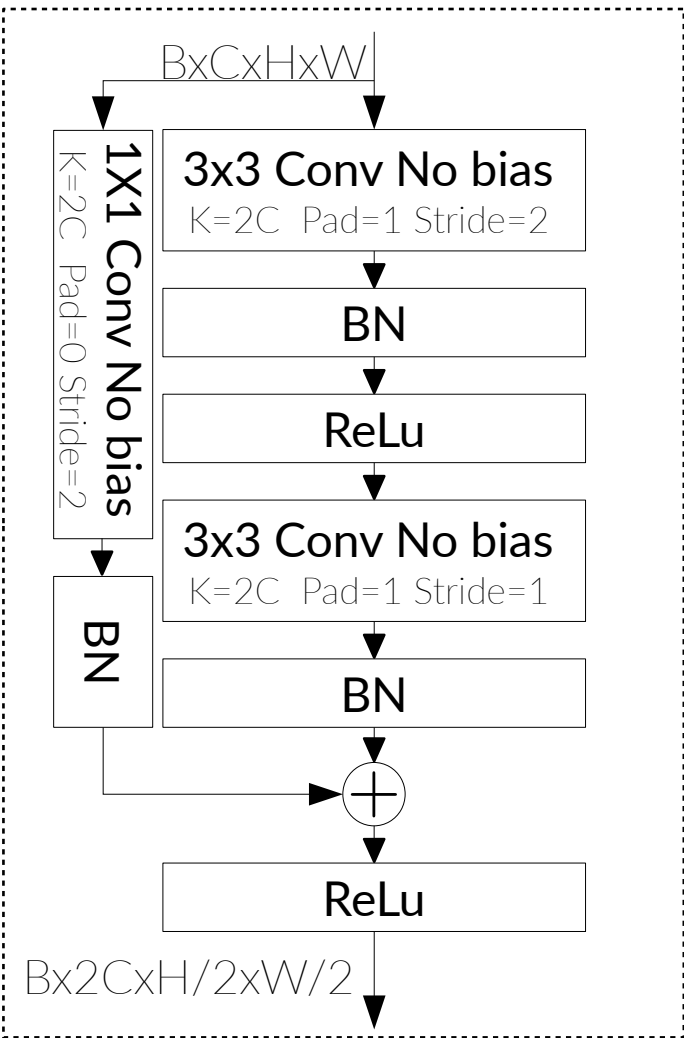 BxCxHxW
1X1 Conv No bias
K=2C Pad=0 Stride=2
BN
3x3 Conv No bias
K=2C Pad=1 Stride=2
BN
ReLu
3x3 Conv No bias
K=2C Pad=1 Stride=1
BN
ReLu
Bx2CxH/2xW/2